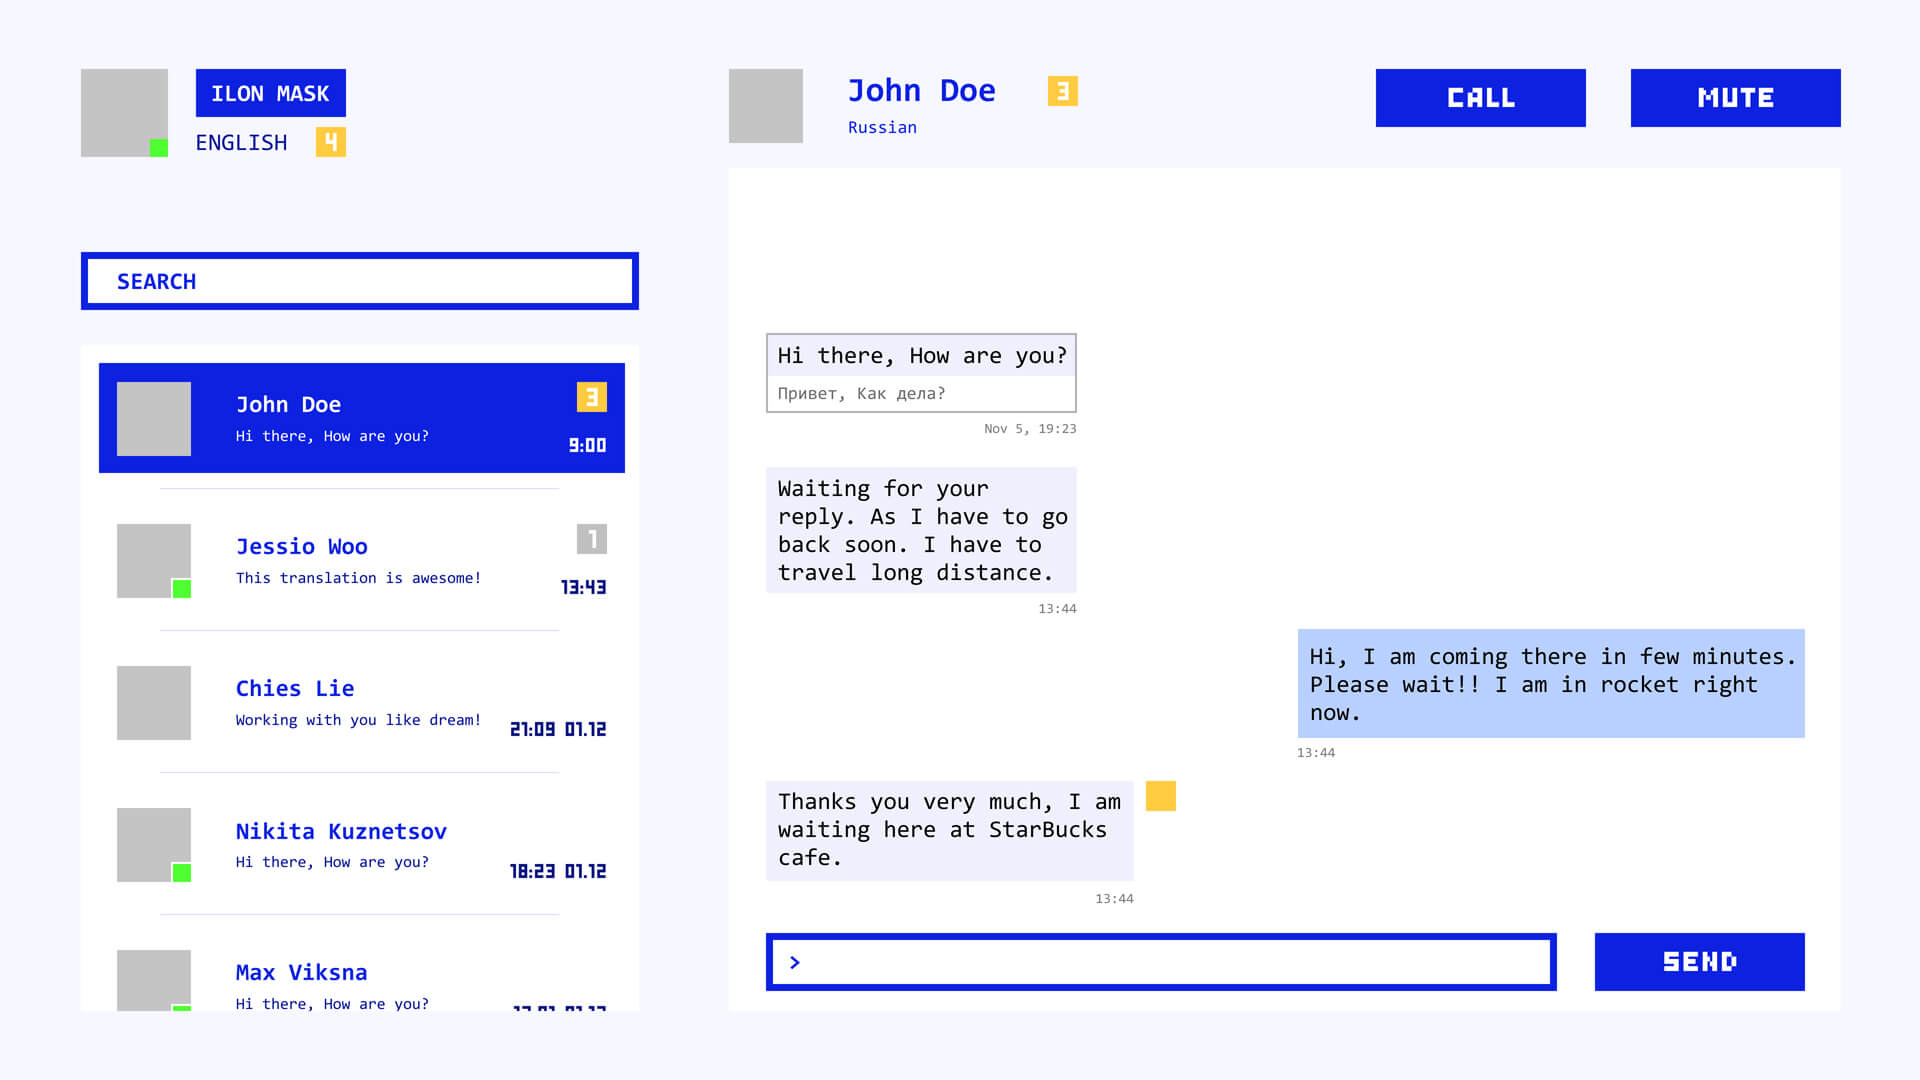 ILON MASK
ENGLISH 4
SEARCH
John Doe 3
Hi there, How are you?
9:00
Jessio Woo 1
This translation is awesome!
13:43
Chies Lie
Working with you like dream!
21:09 01.12
Nikita Kuznetsov
Hi there, How are you?
18:23 01.12
Max Viksna
Hi there, How are you?
John Doe 3
Russian
CALL
MUTE
Hi there, How are you?
Привет, Как дела?
Nov 5, 19:23
Waiting for your
reply. As I have to go
back soon. I have to
travel long distance.
13:44
Hi, I am coming there in few minutes.
Please wait!! I am in rocket right
now.
13:44
Thanks you very much, I am
waiting here at StarBucks
cafe.
13:44
>
SEND